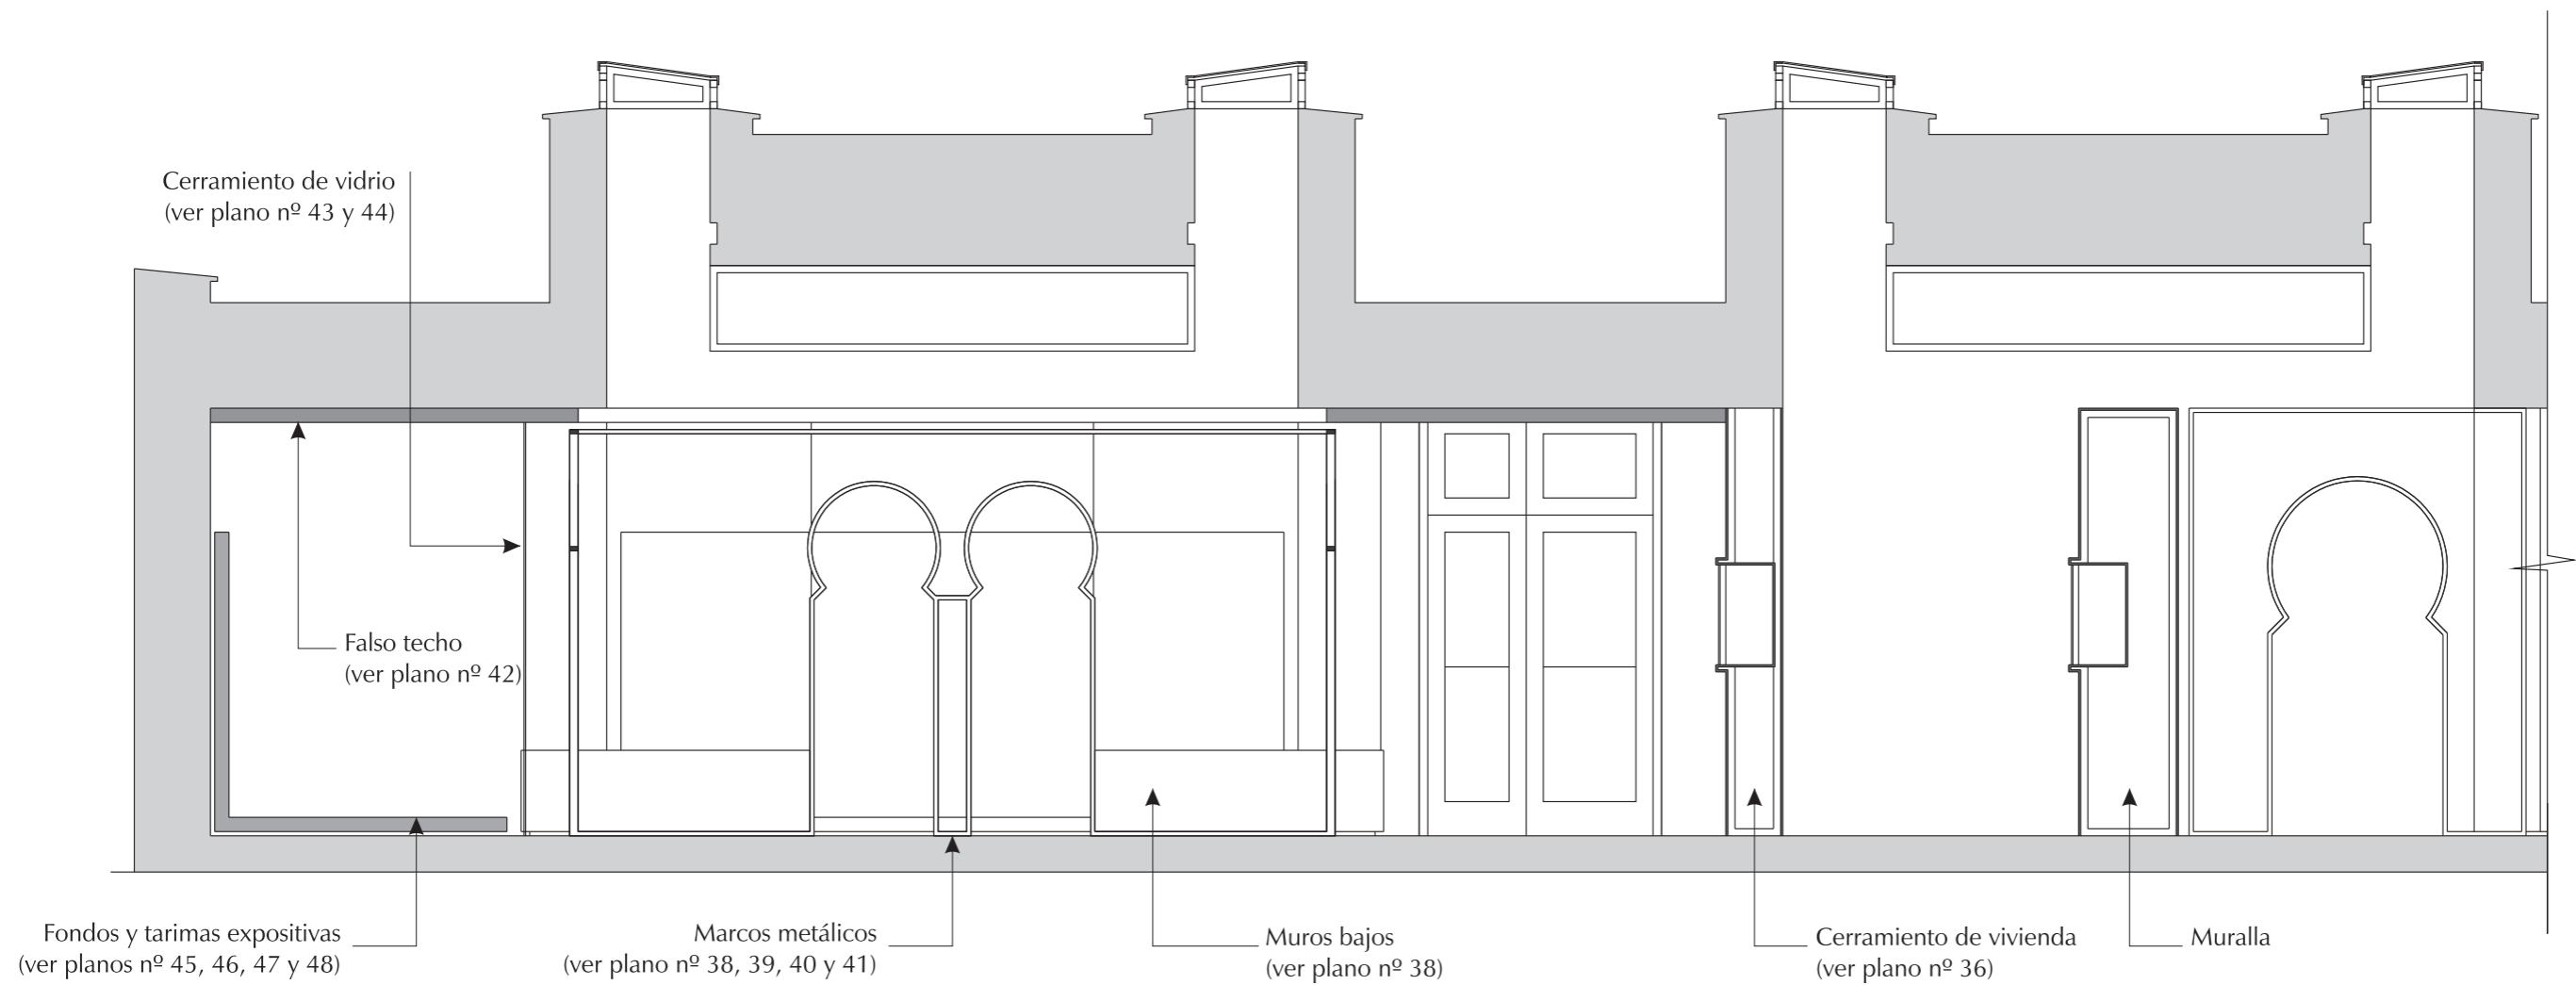 Cerramiento de vidrio
(ver plano nº 43 y 44)
Falso techo
(ver plano nº 42)
Fondos y tarimas expositivas
(ver planos nº 45, 46, 47 y 48)
Marcos metálicos
(ver plano nº 38, 39, 40 y 41)
Muros bajos
(ver plano nº 38)
Cerramiento de vivienda
(ver plano nº 36)
Muralla